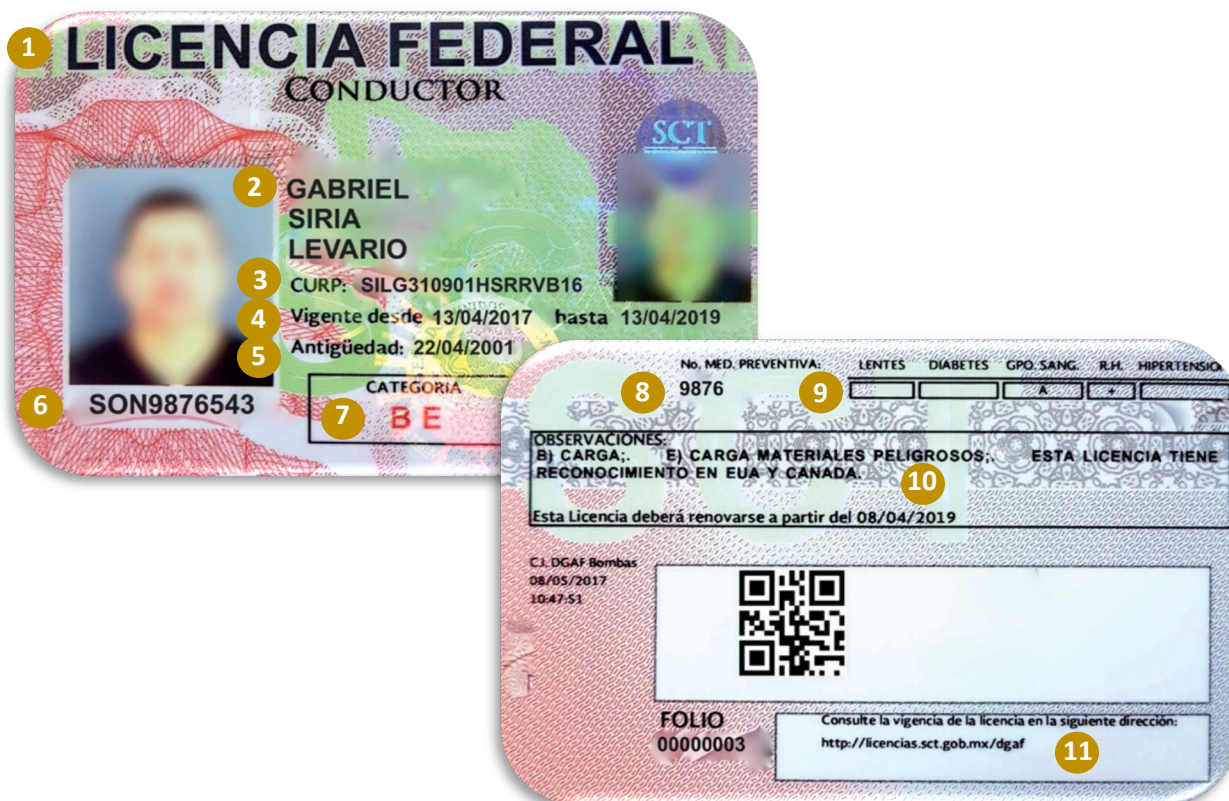 1 LICENCIA FEDERAL
CONDUCTOR
SCT
2 GABRIEL
SIRIA
LEVARIO
3 CURP: SILG310901HSRRVB16
4 Vigente desde 13/04/2017 hasta 13/04/2019
5 Antigüedad: 22/04/2001
6 SON9876543
CATEGORIA
7 B E
8 No. MED. PREVENTIVA:
9876
9 LENTES DIABETES GPO. SANG. R.H. HIPERTENSIO
A +
OBSERVACIONES:
B) CARGA;. E) CARGA MATERIALES PELIGROSOS;. ESTA LICENCIA TIENE
RECONOCIMIENTO EN EUA Y CANADA. 10
Esta Licencia deberá renovarse a partir del 08/04/2019
C.I. DGAF Bombas
08/05/2017
10:47:51
FOLIO
00000003
Consulte la vigencia de la licencia en la siguiente dirección:
http://licencias.sct.gob.mx/dgaf 11